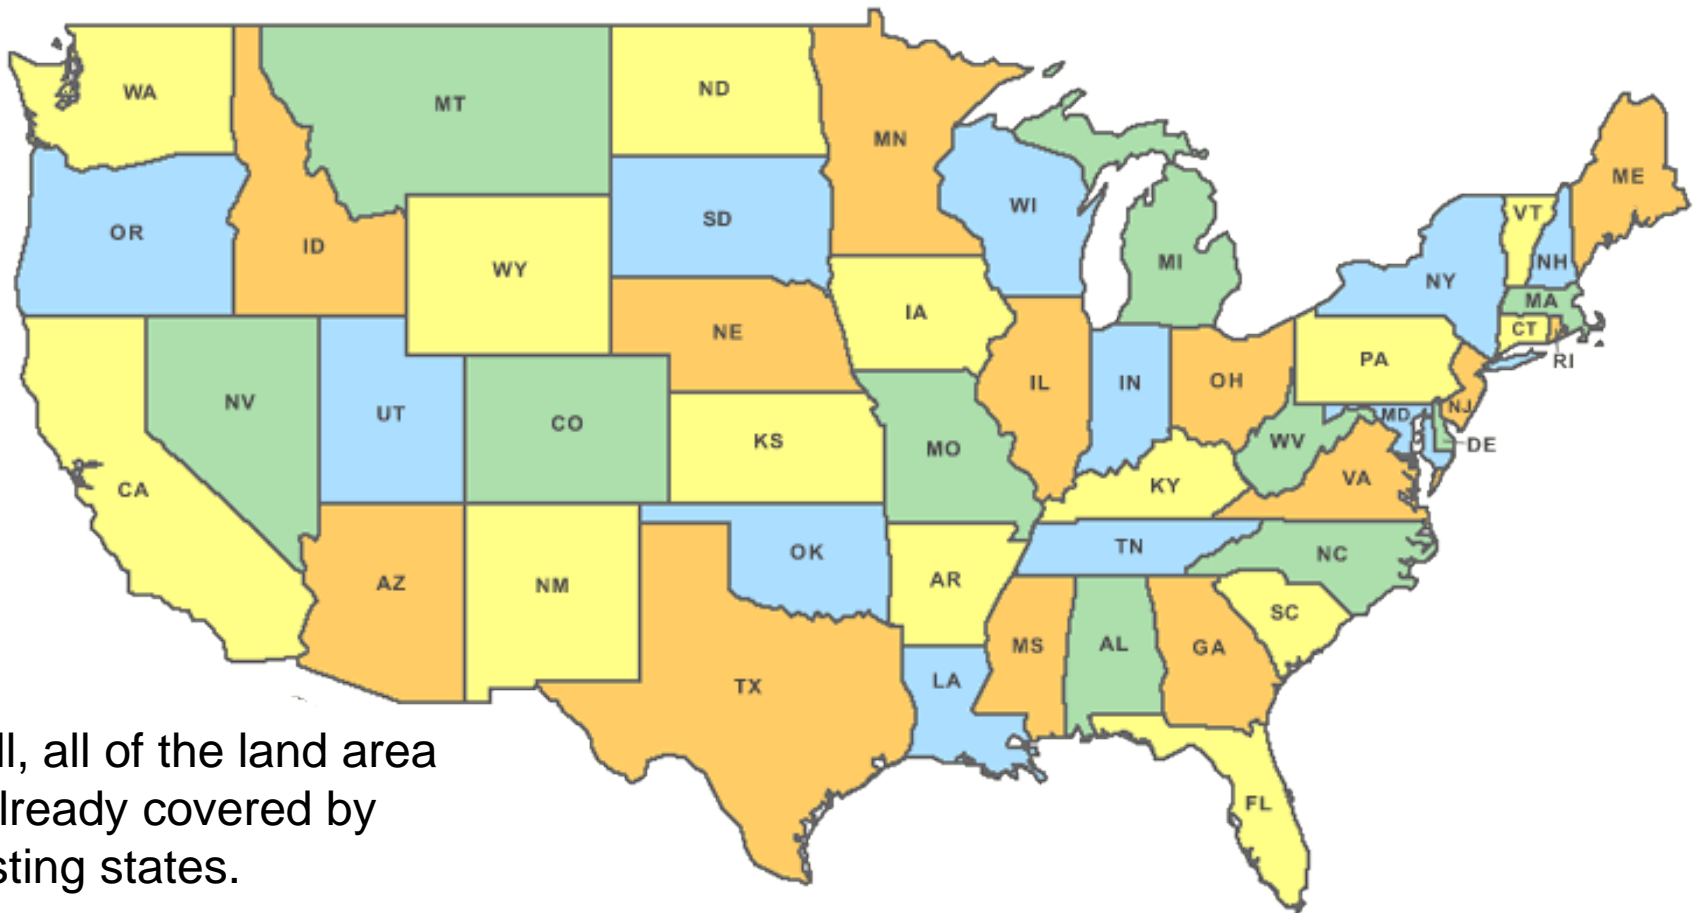 WA
MT
ND
MN
OR
ID
WY
SD
WI
MI
ME
VT
NH
NY
MA
CT
RI
NV
UT
CO
NE
IA
IL
IN
OH
PA
NJ
MD
DE
CA
KS
MO
KY
WV
VA
AZ
NM
OK
AR
TN
NC
TX
LA
MS
AL
GA
SC
FL
ll, all of the land area
lready covered by
sting states.